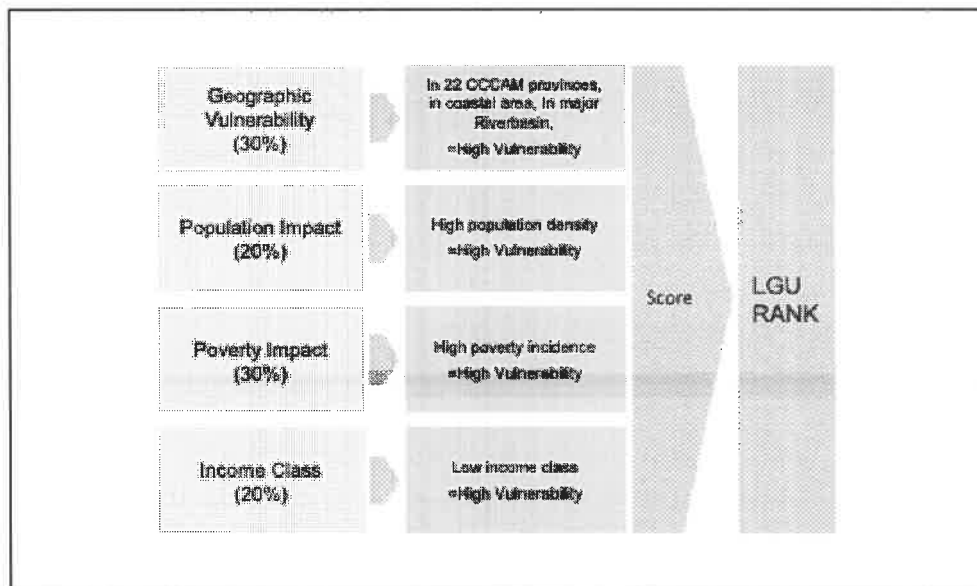 Geographic
Vulnerability
(30%)
In 22 CCCAM provinces,
in coastal area, In major
Riverbasin,
=High Vulnerability
Population Impact
(20%)
High population density
=High Vulnerability
Poverty Impact
(30%)
High poverty incidence
=High Vulnerability
Income Class
(20%)
Low income class
=High Vulnerability
Score
LGU
RANK